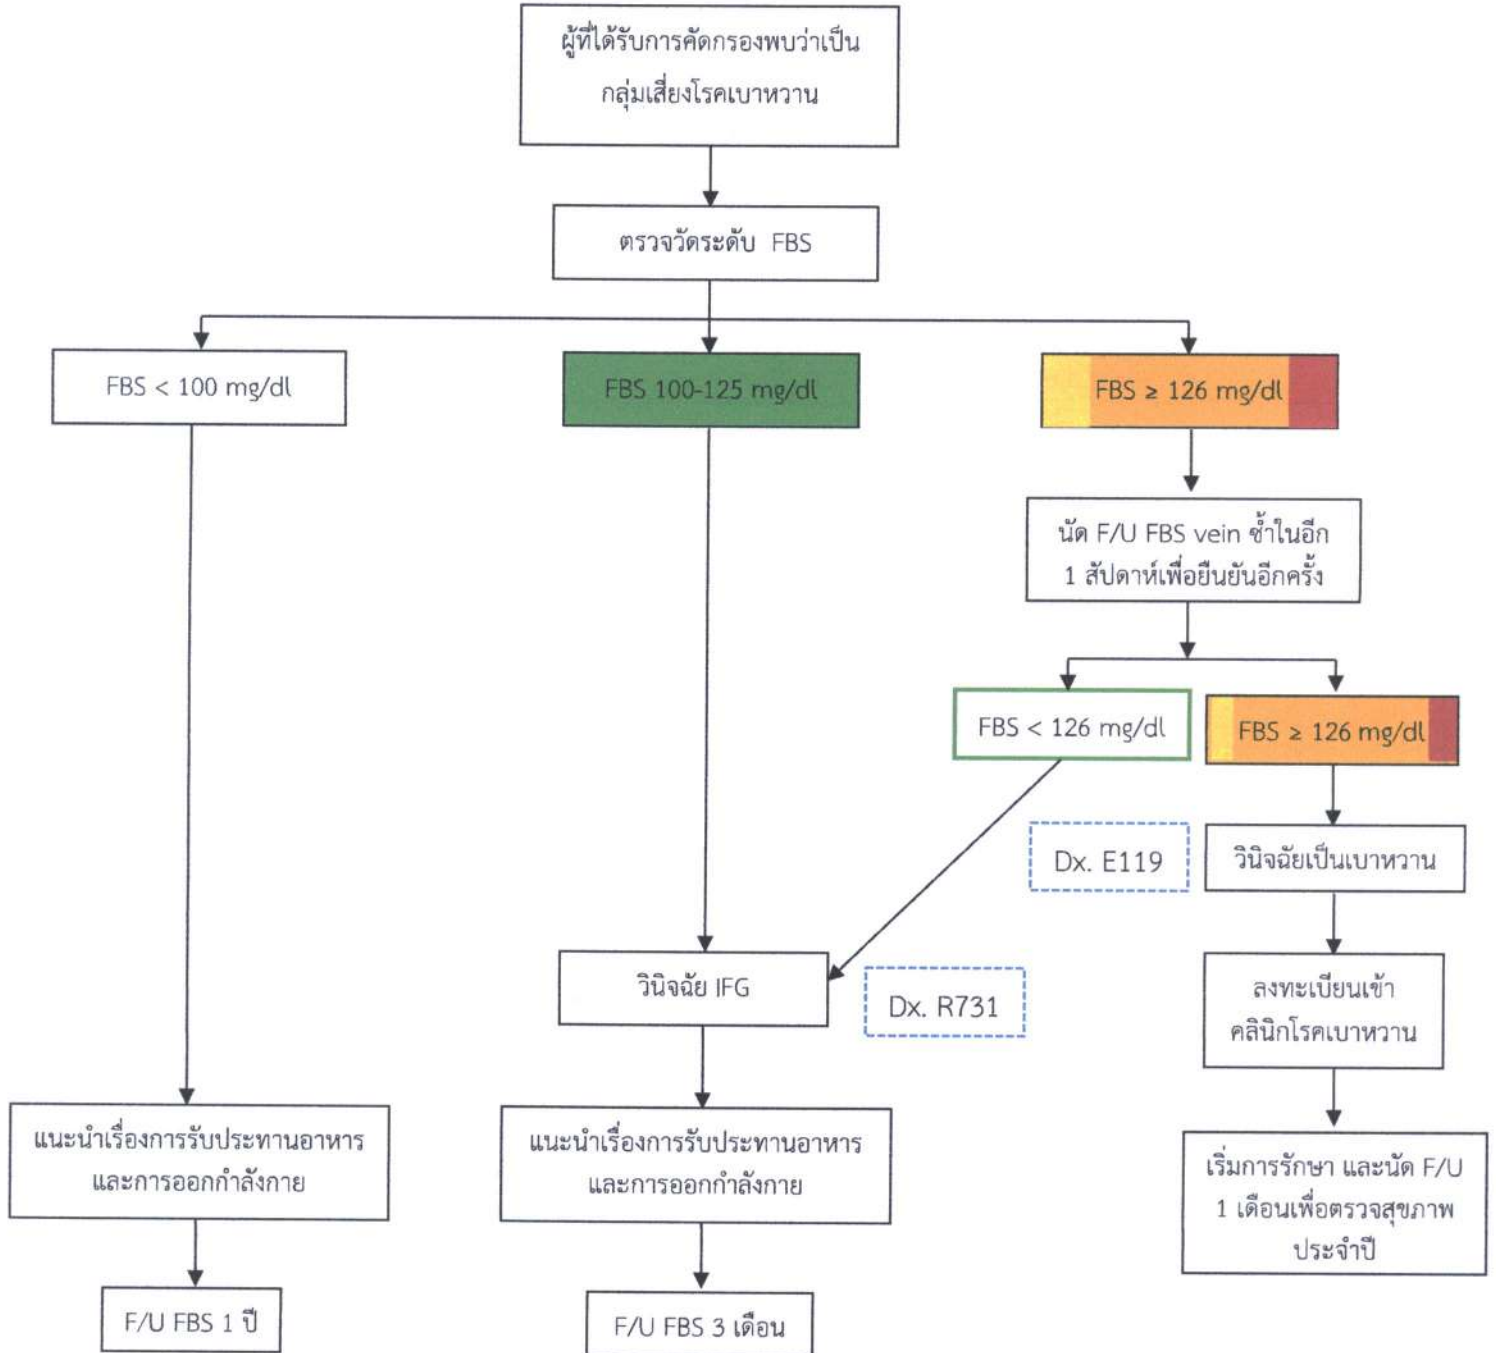 ผู้ที่ได้รับการคัดกรองพบว่าเป็น
กลุ่มเสี่ยงโรคเบาหวาน
ตรวจวัดระดับ FBS
FBS < 100 mg/dl
FBS 100-125 mg/dl
FBS ≥ 126 mg/dl
นัด F/U FBS vein ซ้ำในอีก
1 สัปดาห์เพื่อยืนยันอีกครั้ง
FBS < 126 mg/dl
FBS ≥ 126 mg/dl
Dx. E119
วินิจฉัยเป็นเบาหวาน
วินิจฉัย IFG
Dx. R731
ลงทะเบียนเข้า
คลินิกโรคเบาหวาน
แนะนำเรื่องการรับประทานอาหาร
และการออกกำลังกาย
แนะนำเรื่องการรับประทานอาหาร
และการออกกำลังกาย
เริ่มการรักษา และนัด F/U
1 เดือนเพื่อตรวจสุขภาพ
ประจำปี
F/U FBS 1 ปี
F/U FBS 3 เดือน